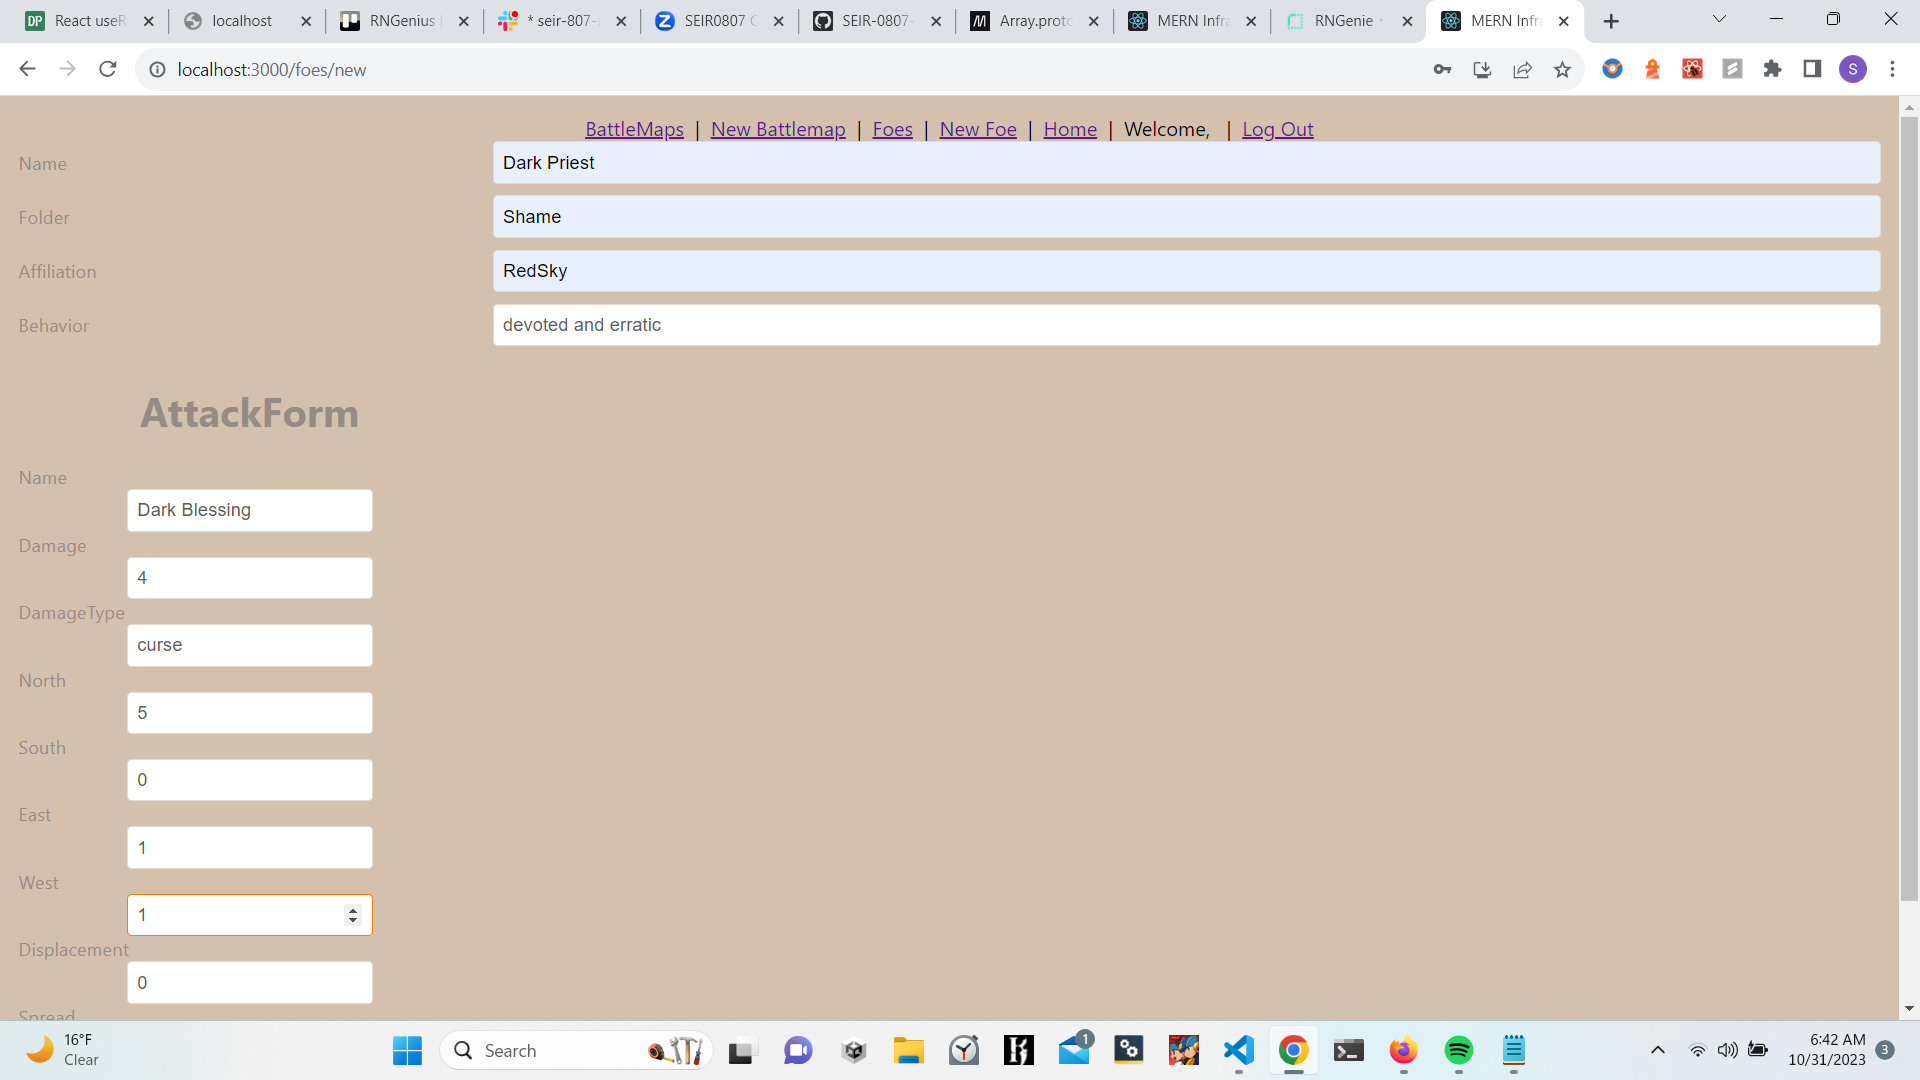 React useR
localhost
RNGenius |
* seir-807-
SEIR0807 C
SEIR-0807-
Array.proto
MERN Infra
RNGenie ·
MERN Infra
localhost:3000/foes/new
S
BattleMaps | New Battlemap | Foes | New Foe | Home | Welcome, | Log Out
Name
Dark Priest
Folder
Shame
Affiliation
RedSky
Behavior
devoted and erratic
AttackForm
Name
Dark Blessing
Damage
4
DamageType
curse
North
5
South
0
East
1
West
1
Displacement
0
Spread
16°F
Clear
Search
1
6:42 AM
10/31/2023
3